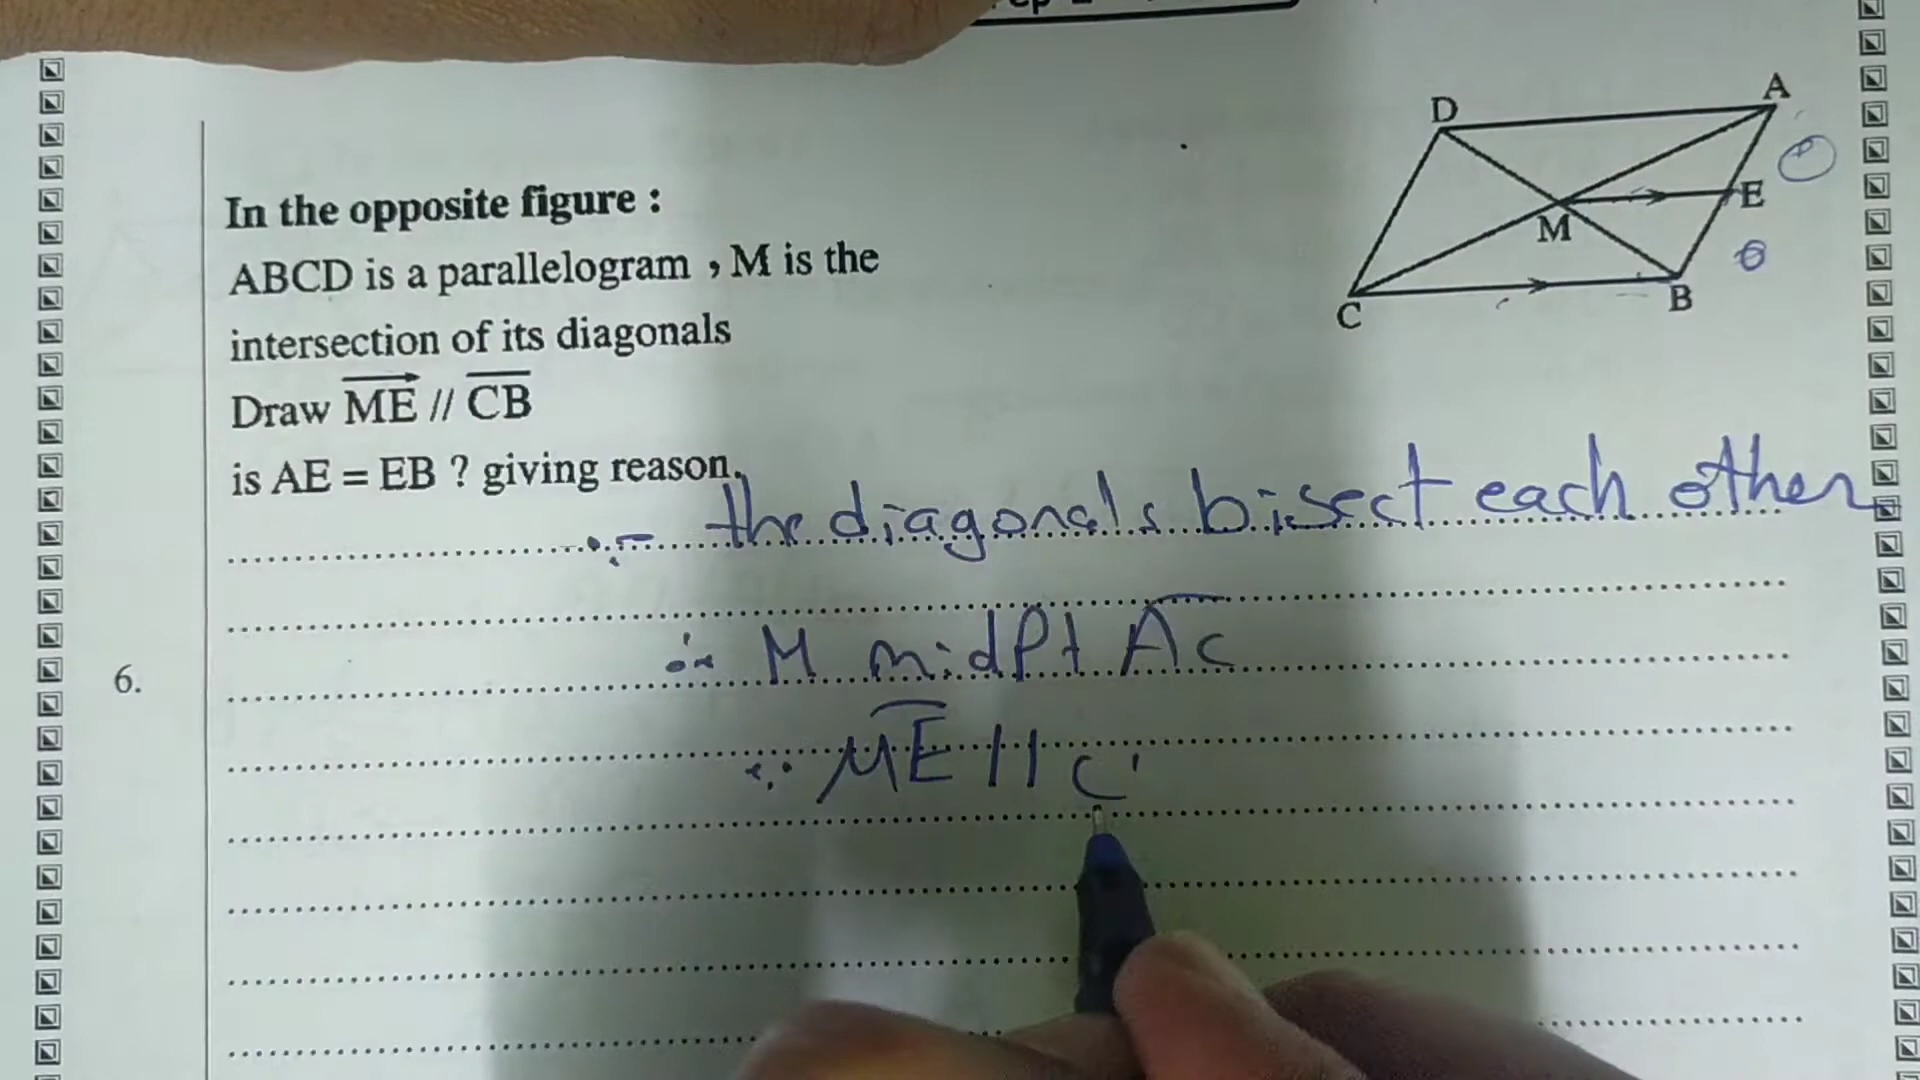 In the opposite figure :
ABCD is a parallelogram , M is the
intersection of its diagonals
Draw ME // CB
is AE = EB ? giving reason.
D
A
E
M
C
B
∵ the diagonals bisect each other
6.
∴ M midpt AC
∵ ME // C